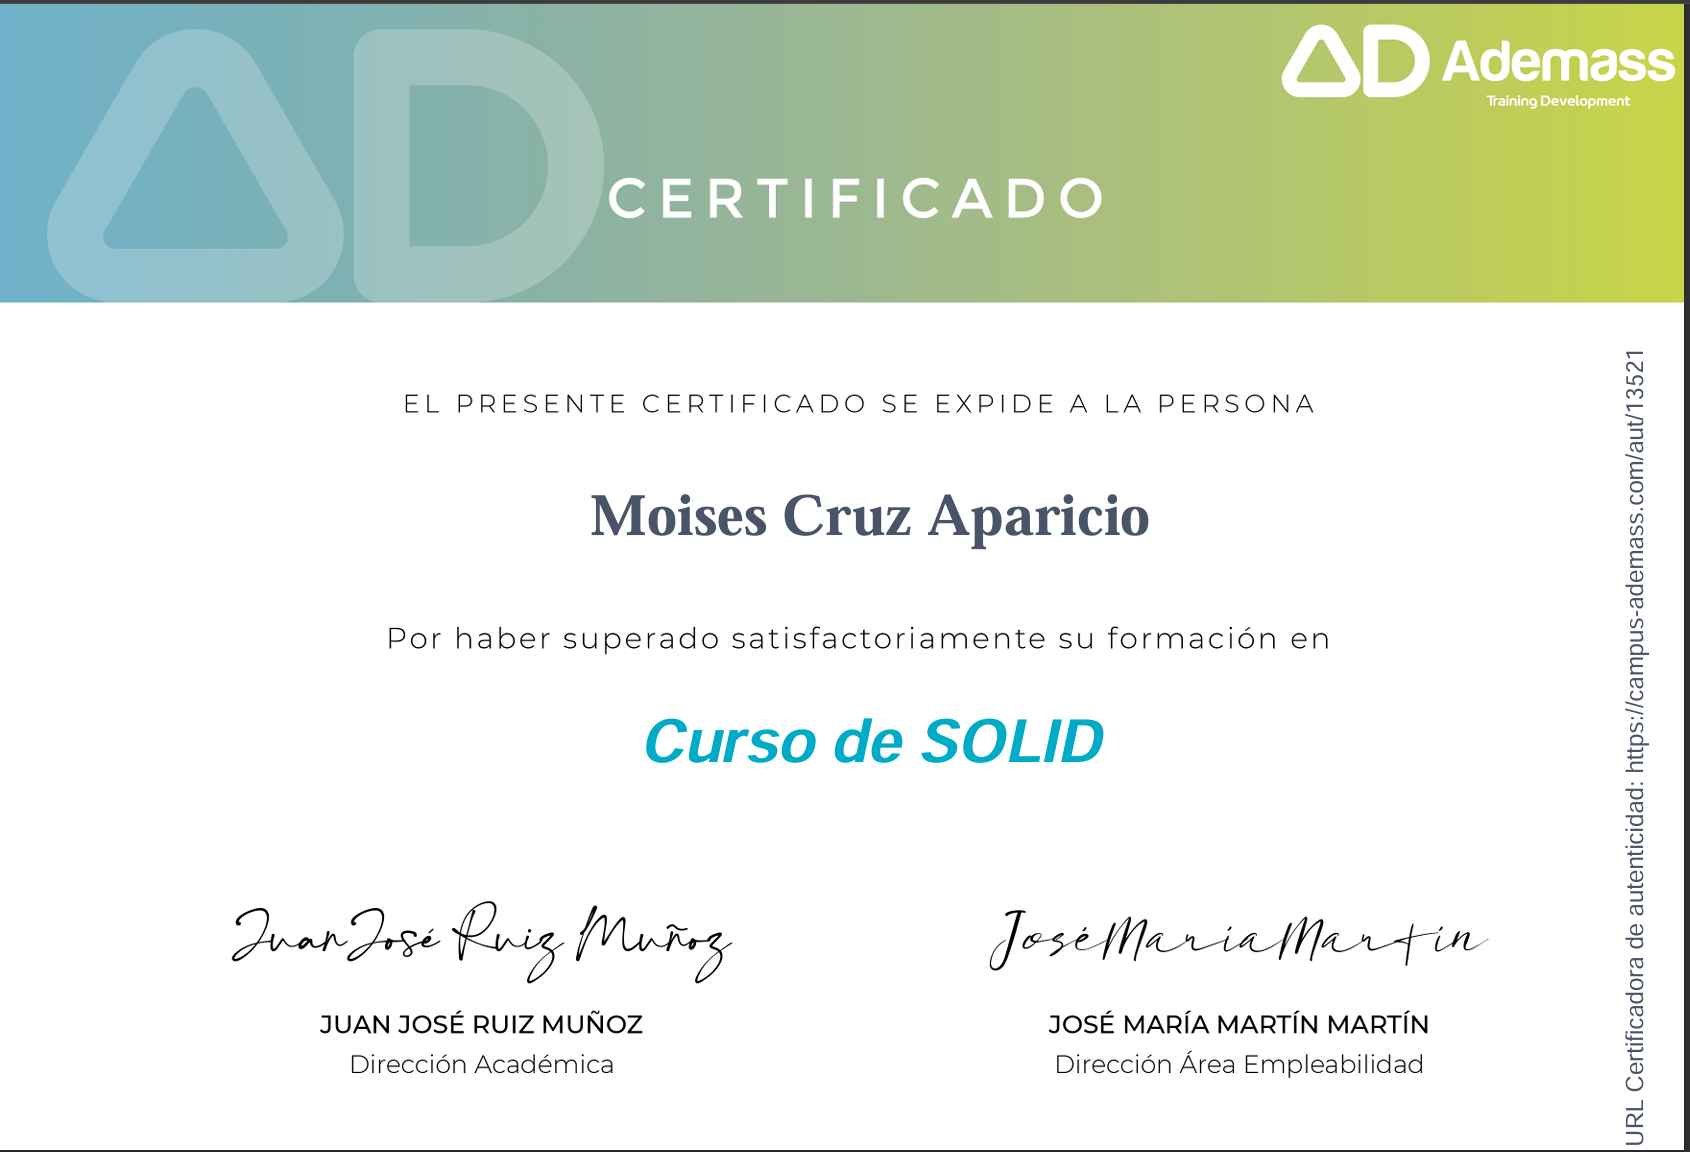 AD Ademass
Training Development
CERTIFICADO
EL PRESENTE CERTIFICADO SE EXPIDE A LA PERSONA
Moises Cruz Aparicio
Por haber superado satisfactoriamente su formación en
Curso de SOLID
Juan José Ruiz Muñoz
José María Martín
JUAN JOSÉ RUIZ MUÑOZ
JOSÉ MARÍA MARTÍN MARTÍN
Dirección Académica
Dirección Área Empleabilidad
URL Certificadora de autenticidad: https://campus-ademass.com/aut/13521